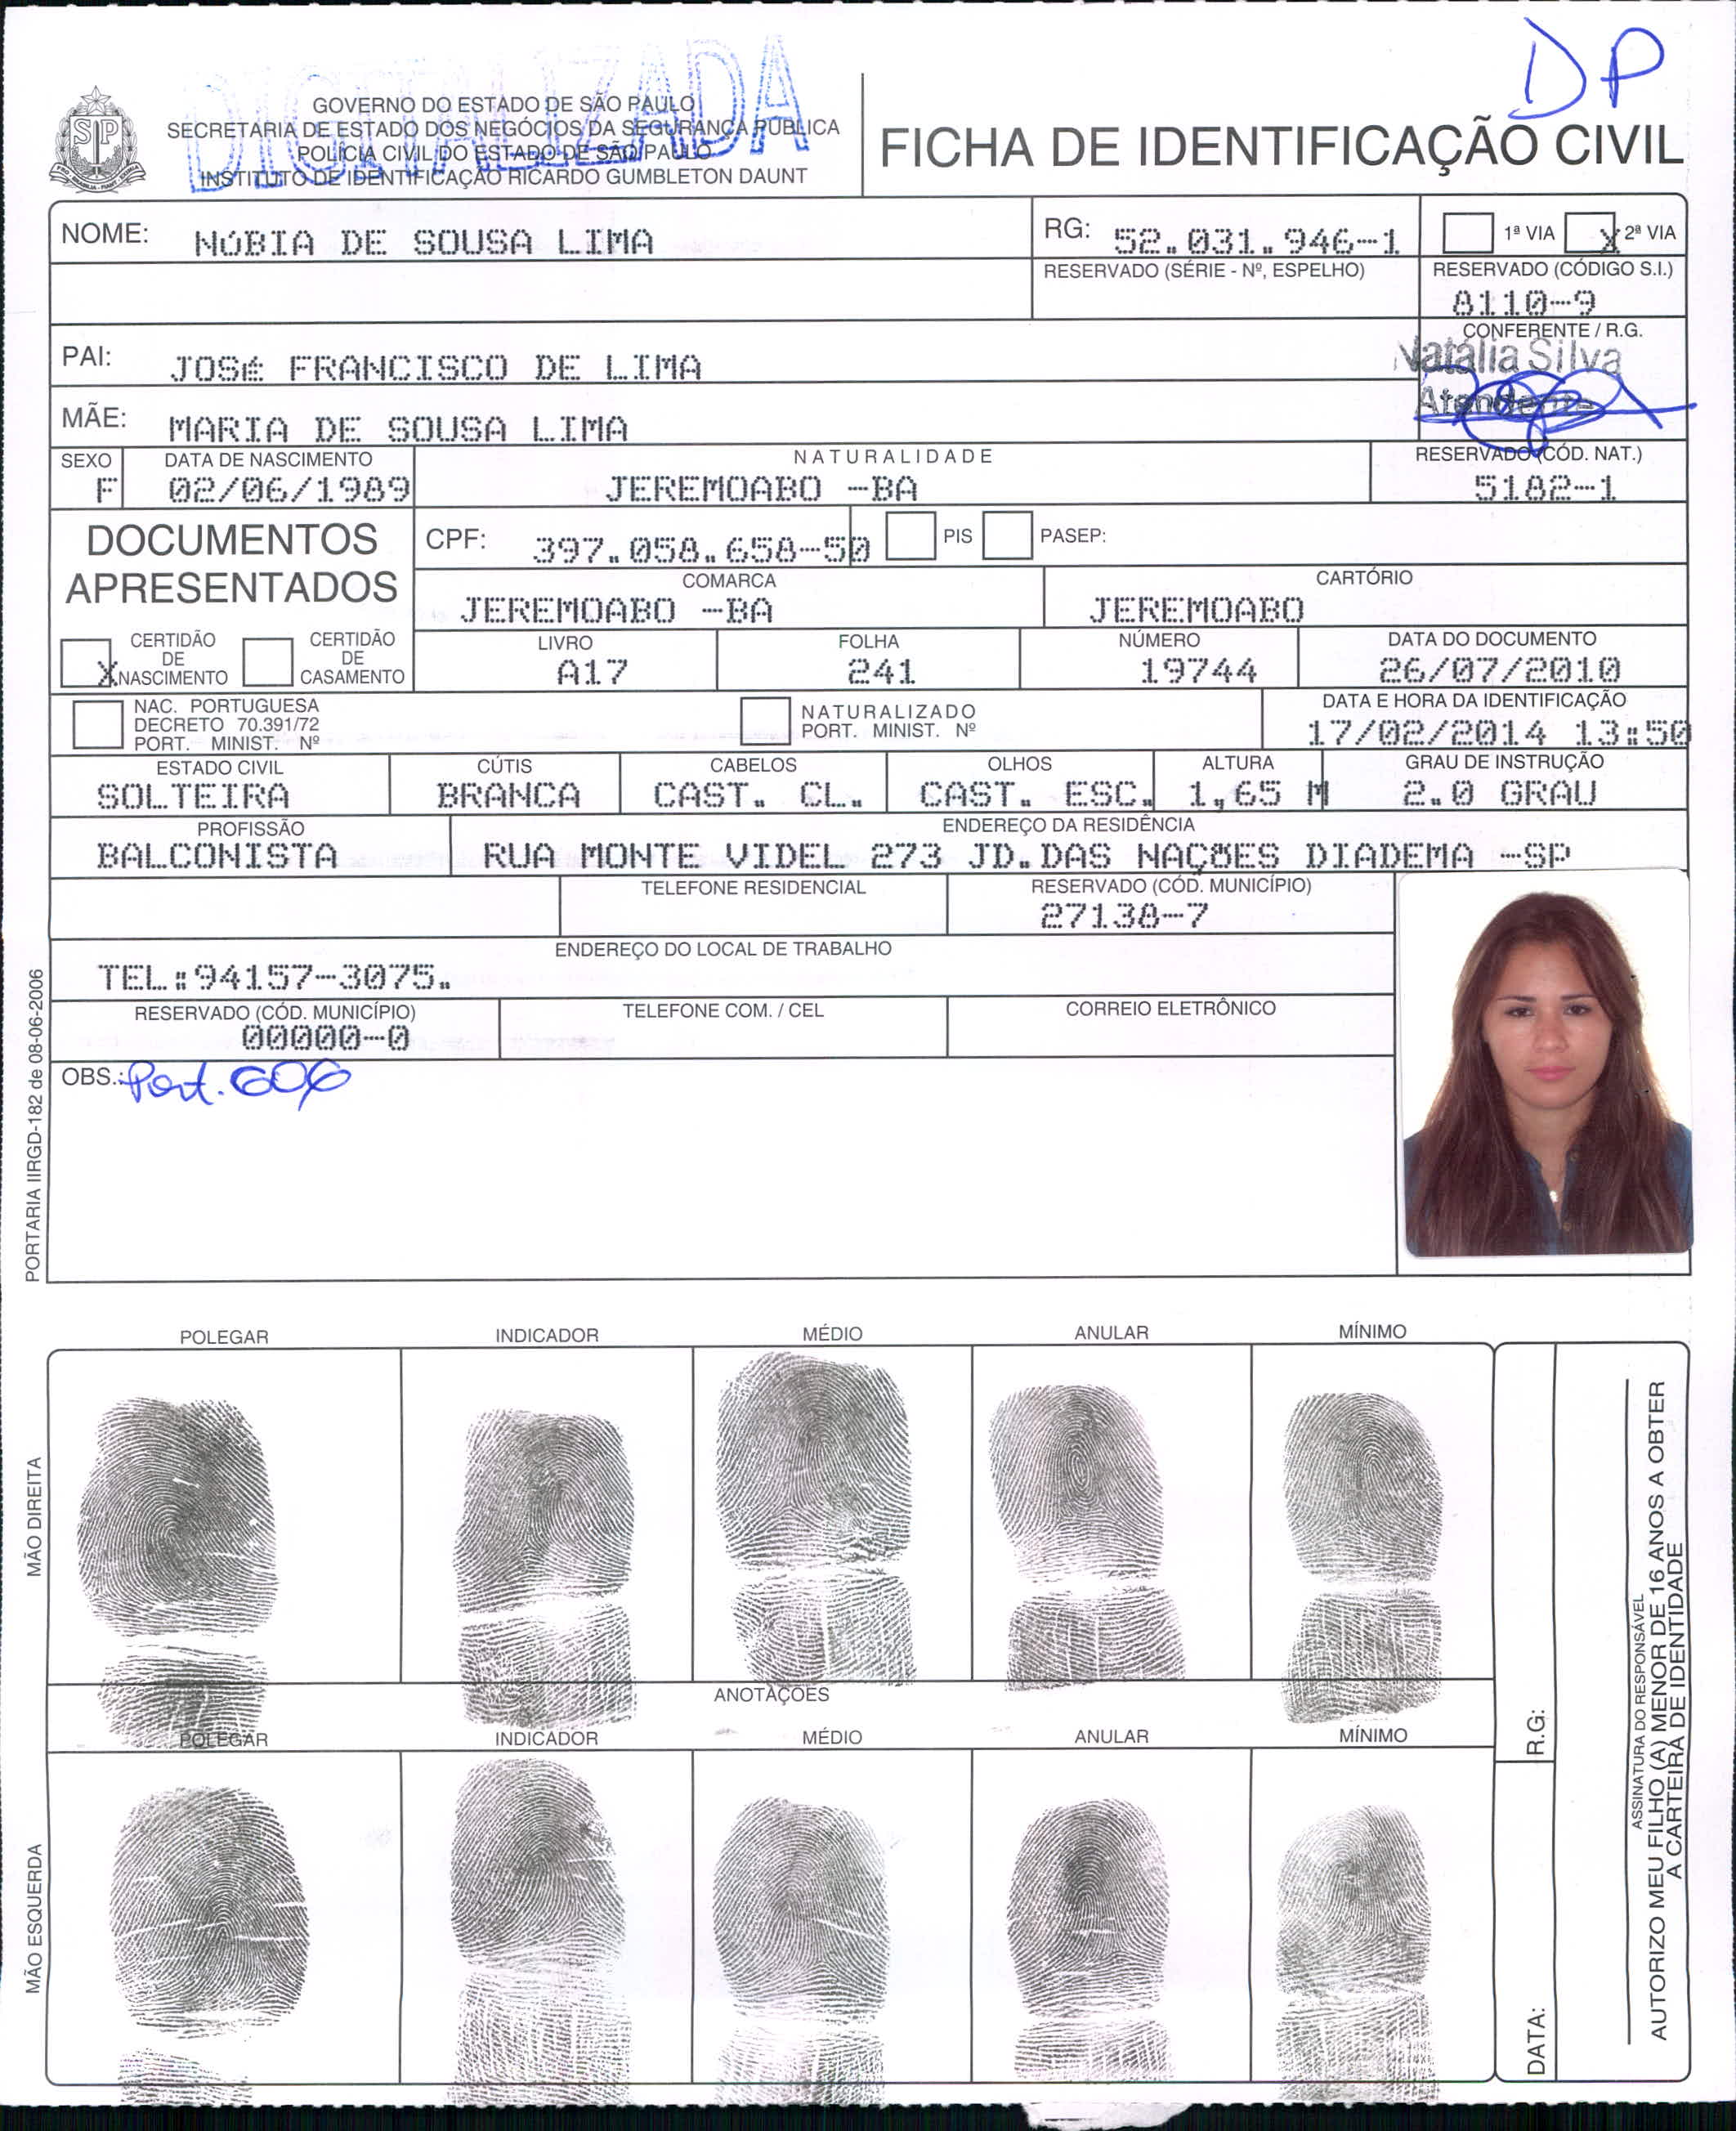 DP
DIGITALIZADA
GOVERNO DO ESTADO DE SÃO PAULO
SECRETARIA DE ESTADO DOS NEGÓCIOS DA SEGURANÇA PÚBLICA
POLÍCIA CIVIL DO ESTADO DE SÃO PAULO
INSTITUTO DE IDENTIFICAÇÃO RICARDO GUMBLETON DAUNT
SP
FICHA DE IDENTIFICAÇÃO CIVIL
NOME: NÚBIA DE SOUSA LIMA
RG: 52.031.946-1
1ª VIA X 2ª VIA
RESERVADO (SÉRIE - Nº, ESPELHO)
RESERVADO (CÓDIGO S.I.)
8110-9
PAI: JOSÉ FRANCISCO DE LIMA
CONFERENTE / R.G.
Natália Silva
Atendente
MÃE: MARIA DE SOUSA LIMA
SEXO
F
DATA DE NASCIMENTO
02/06/1989
NATURALIDADE
JEREMOABO -BA
RESERVADO (CÓD. NAT.)
5182-1
DOCUMENTOS
APRESENTADOS
CPF: 397.058.658-50
PIS
PASEP:
COMARCA
JEREMOABO -BA
CARTÓRIO
JEREMOABO
X CERTIDÃO
DE
NASCIMENTO
CERTIDÃO
DE
CASAMENTO
LIVRO
A17
FOLHA
241
NÚMERO
19744
DATA DO DOCUMENTO
26/07/2010
NAC. PORTUGUESA
DECRETO 70.391/72
PORT. MINIST. Nº
NATURALIZADO
PORT. MINIST. Nº
DATA E HORA DA IDENTIFICAÇÃO
17/02/2014 13:50
ESTADO CIVIL
SOLTEIRA
CÚTIS
BRANCA
CABELOS
CAST. CL.
OLHOS
CAST. ESC.
ALTURA
1,65 M
GRAU DE INSTRUÇÃO
2.0 GRAU
PROFISSÃO
BALCONISTA
ENDEREÇO DA RESIDÊNCIA
RUA MONTE VIDEL 273 JD.DAS NAÇÕES DIADEMA -SP
TELEFONE RESIDENCIAL
RESERVADO (CÓD. MUNICÍPIO)
27138-7
ENDEREÇO DO LOCAL DE TRABALHO
TEL:94157-3075.
RESERVADO (CÓD. MUNICÍPIO)
00000-0
TELEFONE COM. / CEL
CORREIO ELETRÔNICO
OBS.: Port. 606
PORTARIA IIRGD-182 de 08-06-2006
POLEGAR INDICADOR MÉDIO ANULAR MÍNIMO
MÃO DIREITA
ANOTAÇÕES
POLEGAR INDICADOR MÉDIO ANULAR MÍNIMO
MÃO ESQUERDA
R.G:
DATA:
ASSINATURA DO RESPONSÁVEL
AUTORIZO MEU FILHO (A) MENOR DE 16 ANOS A OBTER
A CARTEIRA DE IDENTIDADE